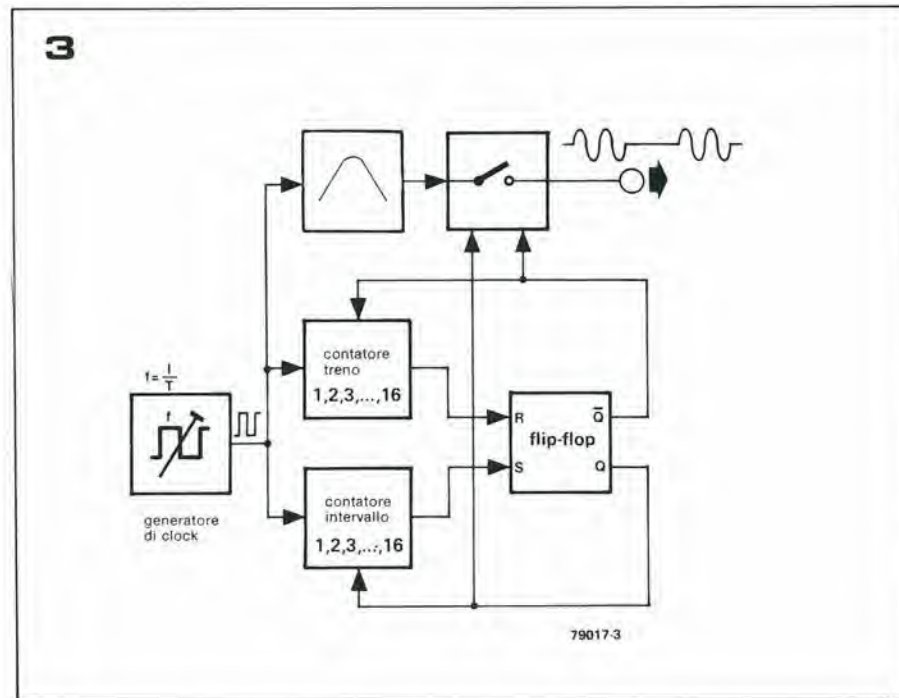 3
f = I/T
f
generatore
di clock
contatore
treno
1,2,3,...,16
contatore
intervallo
1,2,3,...,16
R
Q̅
flip-flop
S
Q
79017-3